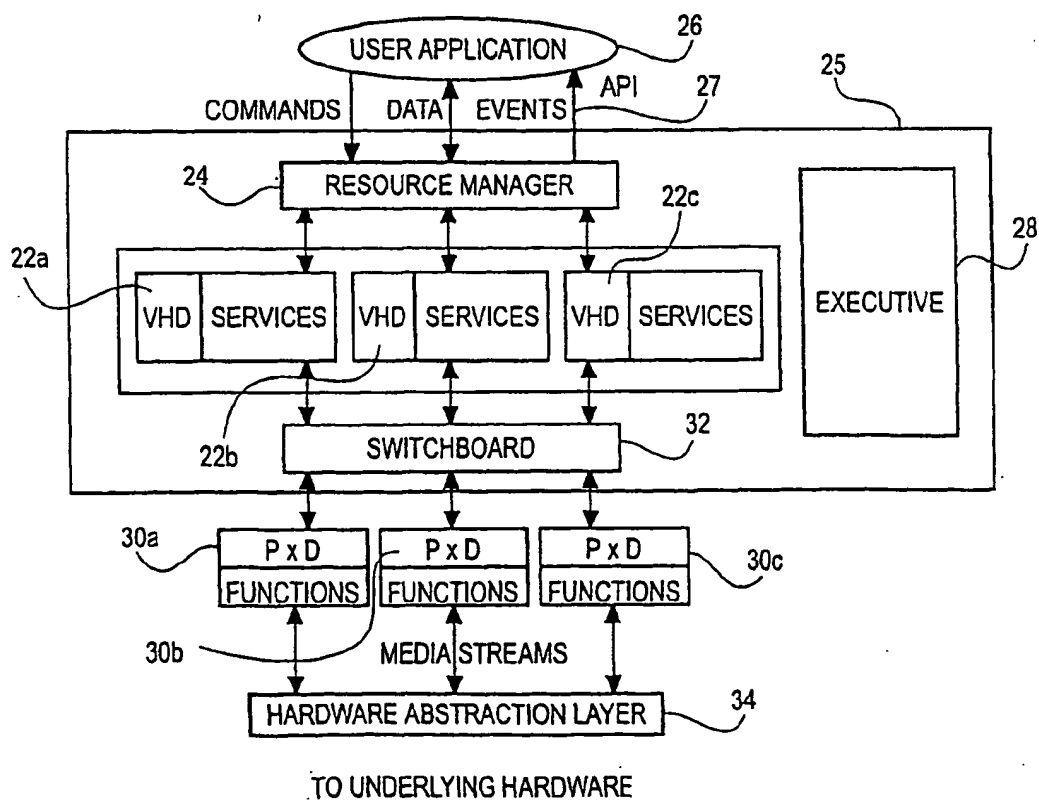 USER APPLICATION
26
COMMANDS
DATA
EVENTS
API
27
25
24
RESOURCE MANAGER
22c
28
22a
VHD
SERVICES
VHD
SERVICES
VHD
SERVICES
EXECUTIVE
22b
SWITCHBOARD
32
30a
P x D
P x D
P x D
30c
FUNCTIONS
FUNCTIONS
FUNCTIONS
30b
MEDIA STREAMS
HARDWARE ABSTRACTION LAYER
34
TO UNDERLYING HARDWARE